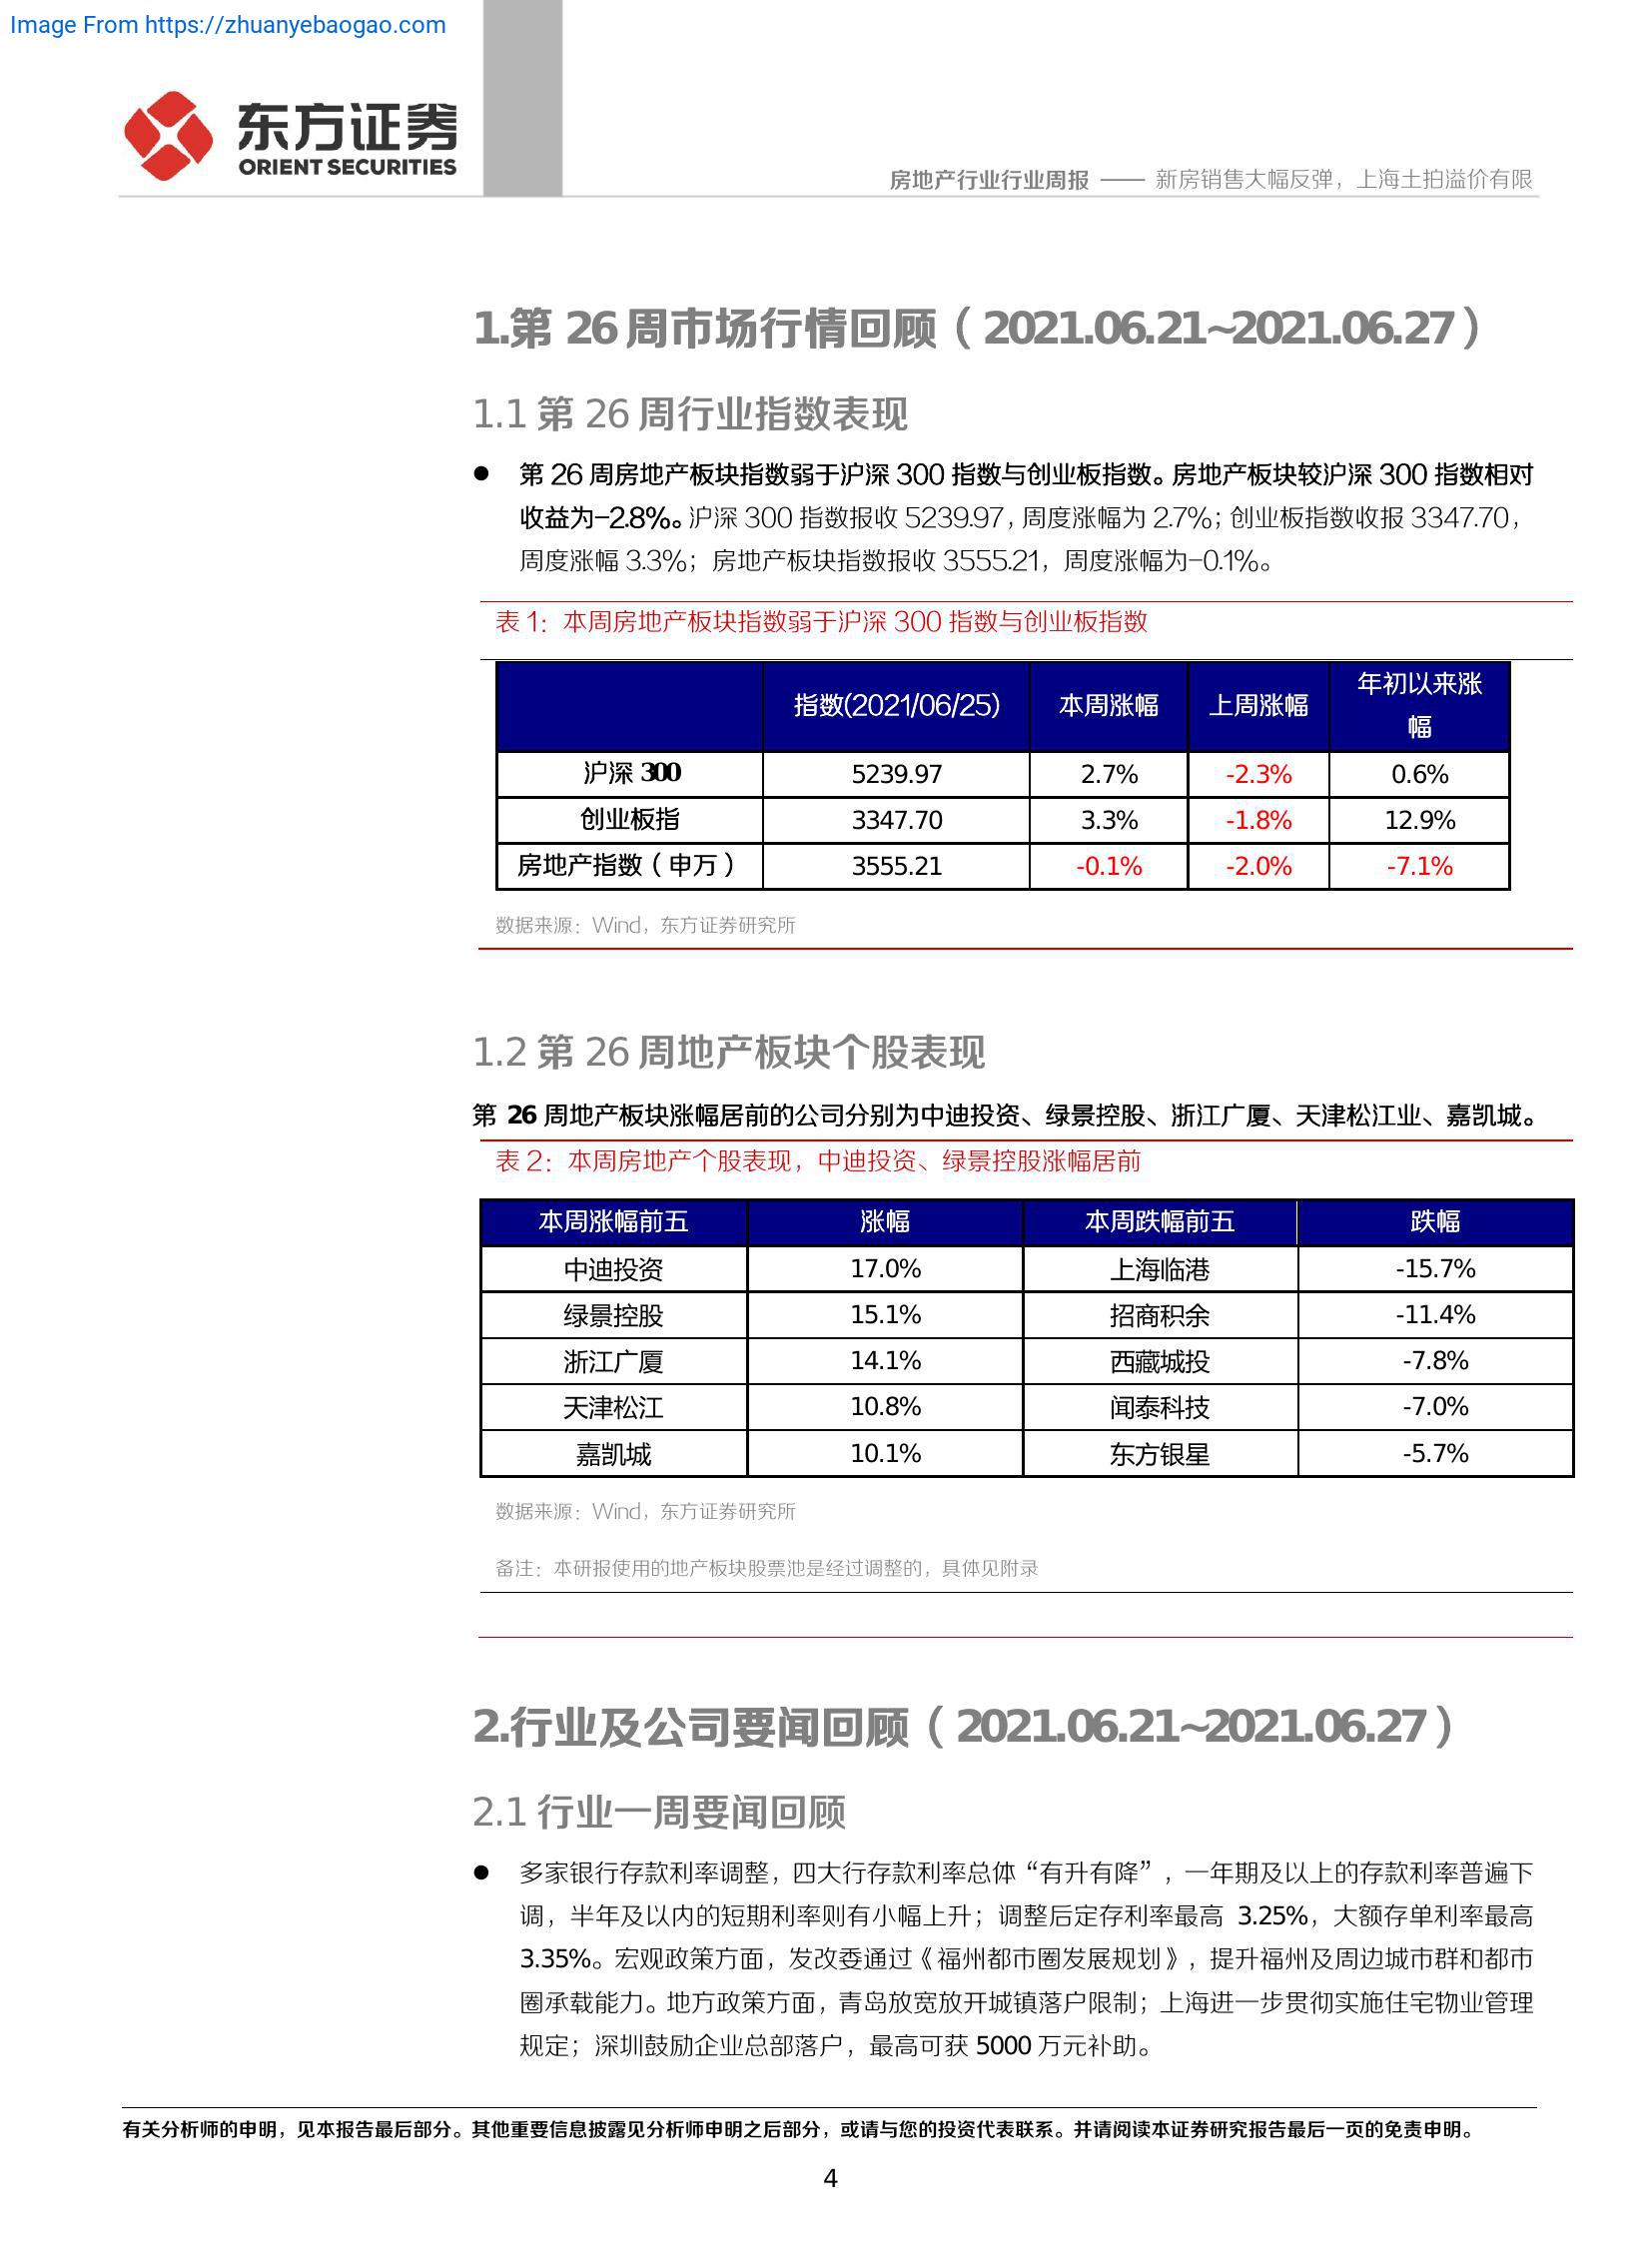 Image From https://zhuanyebaogao.com
东方证券
ORIENT SECURITIES
房地产行业行业周报 —— 新房销售大幅反弹，上海土拍溢价有限
1.第 26 周市场行情回顾（2021.06.21~2021.06.27）
1.1 第 26 周行业指数表现
● 第 26 周房地产板块指数弱于沪深 300 指数与创业板指数。房地产板块较沪深 300 指数相对
收益为-2.8%。沪深 300 指数报收 5239.97，周度涨幅为 2.7%；创业板指数收报 3347.70，
周度涨幅 3.3%；房地产板块指数报收 3555.21，周度涨幅为-0.1%。
表 1：本周房地产板块指数弱于沪深 300 指数与创业板指数
指数(2021/06/25) 本周涨幅 上周涨幅 年初以来涨
幅
沪深 300 5239.97 2.7% -2.3% 0.6%
创业板指 3347.70 3.3% -1.8% 12.9%
房地产指数（申万） 3555.21 -0.1% -2.0% -7.1%
数据来源：Wind，东方证券研究所
1.2 第 26 周地产板块个股表现
第 26 周地产板块涨幅居前的公司分别为中迪投资、绿景控股、浙江广厦、天津松江业、嘉凯城。
表 2：本周房地产个股表现，中迪投资、绿景控股涨幅居前
本周涨幅前五 涨幅 本周跌幅前五 跌幅
中迪投资 17.0% 上海临港 -15.7%
绿景控股 15.1% 招商积余 -11.4%
浙江广厦 14.1% 西藏城投 -7.8%
天津松江 10.8% 闻泰科技 -7.0%
嘉凯城 10.1% 东方银星 -5.7%
数据来源：Wind，东方证券研究所
备注：本研报使用的地产板块股票池是经过调整的，具体见附录
2.行业及公司要闻回顾（2021.06.21~2021.06.27）
2.1 行业一周要闻回顾
● 多家银行存款利率调整，四大行存款利率总体“有升有降”，一年期及以上的存款利率普遍下
调，半年及以内的短期利率则有小幅上升；调整后定存利率最高 3.25%，大额存单利率最高
3.35%。宏观政策方面，发改委通过《福州都市圈发展规划》，提升福州及周边城市群和都市
圈承载能力。地方政策方面，青岛放宽放开城镇落户限制；上海进一步贯彻实施住宅物业管理
规定；深圳鼓励企业总部落户，最高可获 5000 万元补助。
有关分析师的申明，见本报告最后部分。其他重要信息披露见分析师申明之后部分，或请与您的投资代表联系。并请阅读本证券研究报告最后一页的免责申明。
4